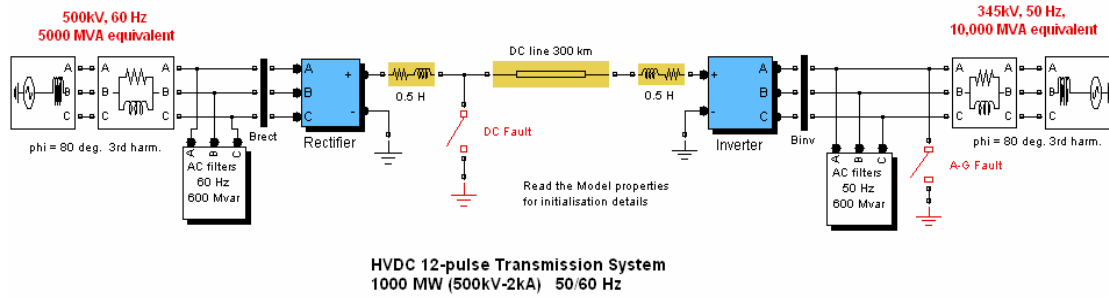 500kV, 60 Hz
5000 MVA equivalent
345kV, 50 Hz,
10,000 MVA equivalent
DC line 300 km
A
B
C
A
B
C
A
B
C
+
-
0.5 H
0.5 H
+
-
A
B
C
A
B
C
A
B
C
phi = 80 deg. 3rd harm.
Brect
Rectifier
DC Fault
Inverter
Binv
phi = 80 deg. 3rd harm.
A
B
C
AC filters
60 Hz
600 Mvar
Read the Model properties
for initialisation details
A
B
C
AC filters
50 Hz
600 Mvar
A-G Fault
HVDC 12-pulse Transmission System
1000 MW (500kV-2kA) 50/60 Hz